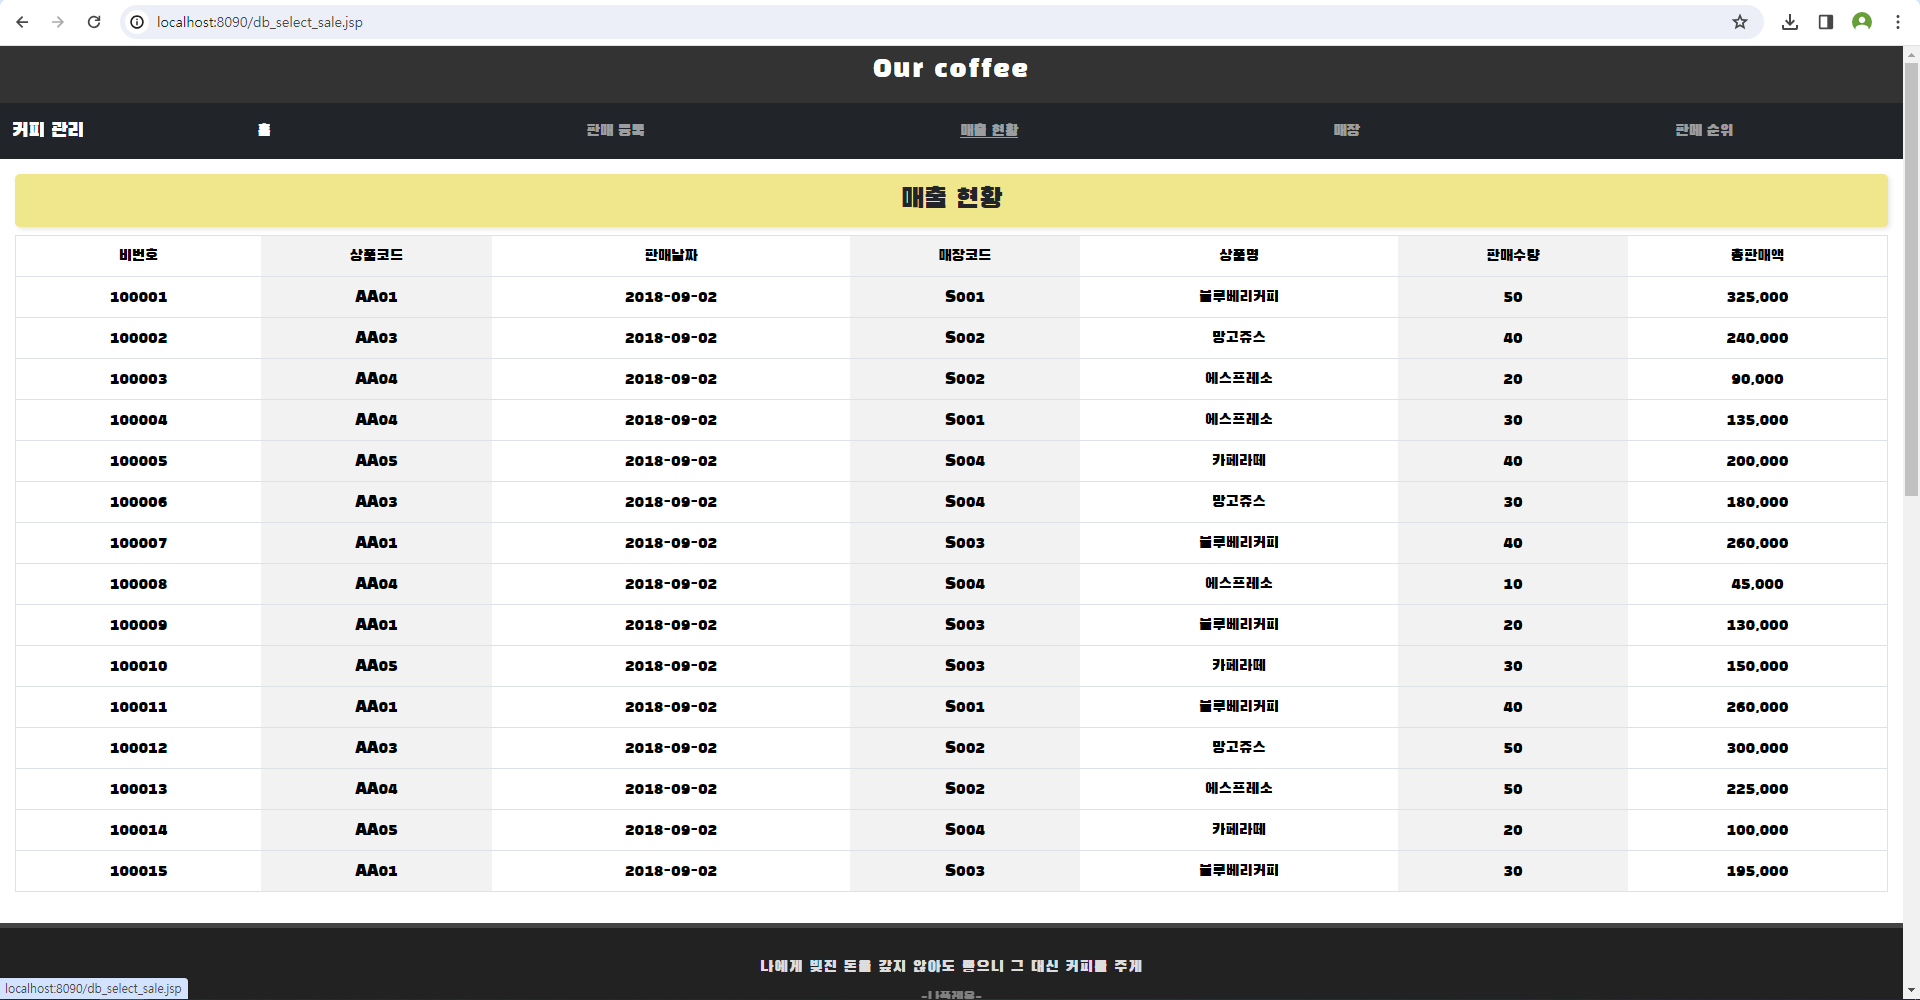 localhost:8090/db_select_sale.jsp
Our coffee
커피 관리 홈 판매 등록 매출 현황 매장 판매 순위
매출 현황
비번호 상품코드 판매날짜 매장코드 상품명 판매수량 총판매액
100001 AA01 2018-09-02 S001 블루베리커피 50 325,000
100002 AA03 2018-09-02 S002 망고쥬스 40 240,000
100003 AA04 2018-09-02 S002 에스프레소 20 90,000
100004 AA04 2018-09-02 S001 에스프레소 30 135,000
100005 AA05 2018-09-02 S004 카페라떼 40 200,000
100006 AA03 2018-09-02 S004 망고쥬스 30 180,000
100007 AA01 2018-09-02 S003 블루베리커피 40 260,000
100008 AA04 2018-09-02 S004 에스프레소 10 45,000
100009 AA01 2018-09-02 S003 블루베리커피 20 130,000
100010 AA05 2018-09-02 S003 카페라떼 30 150,000
100011 AA01 2018-09-02 S001 블루베리커피 40 260,000
100012 AA03 2018-09-02 S002 망고쥬스 50 300,000
100013 AA04 2018-09-02 S002 에스프레소 50 225,000
100014 AA05 2018-09-02 S004 카페라떼 20 100,000
100015 AA01 2018-09-02 S003 블루베리커피 30 195,000
나에게 빚진 돈을 갚지 않아도 좋으니 그 대신 커피를 주게
-나폴레옹-
localhost:8090/db_select_sale.jsp